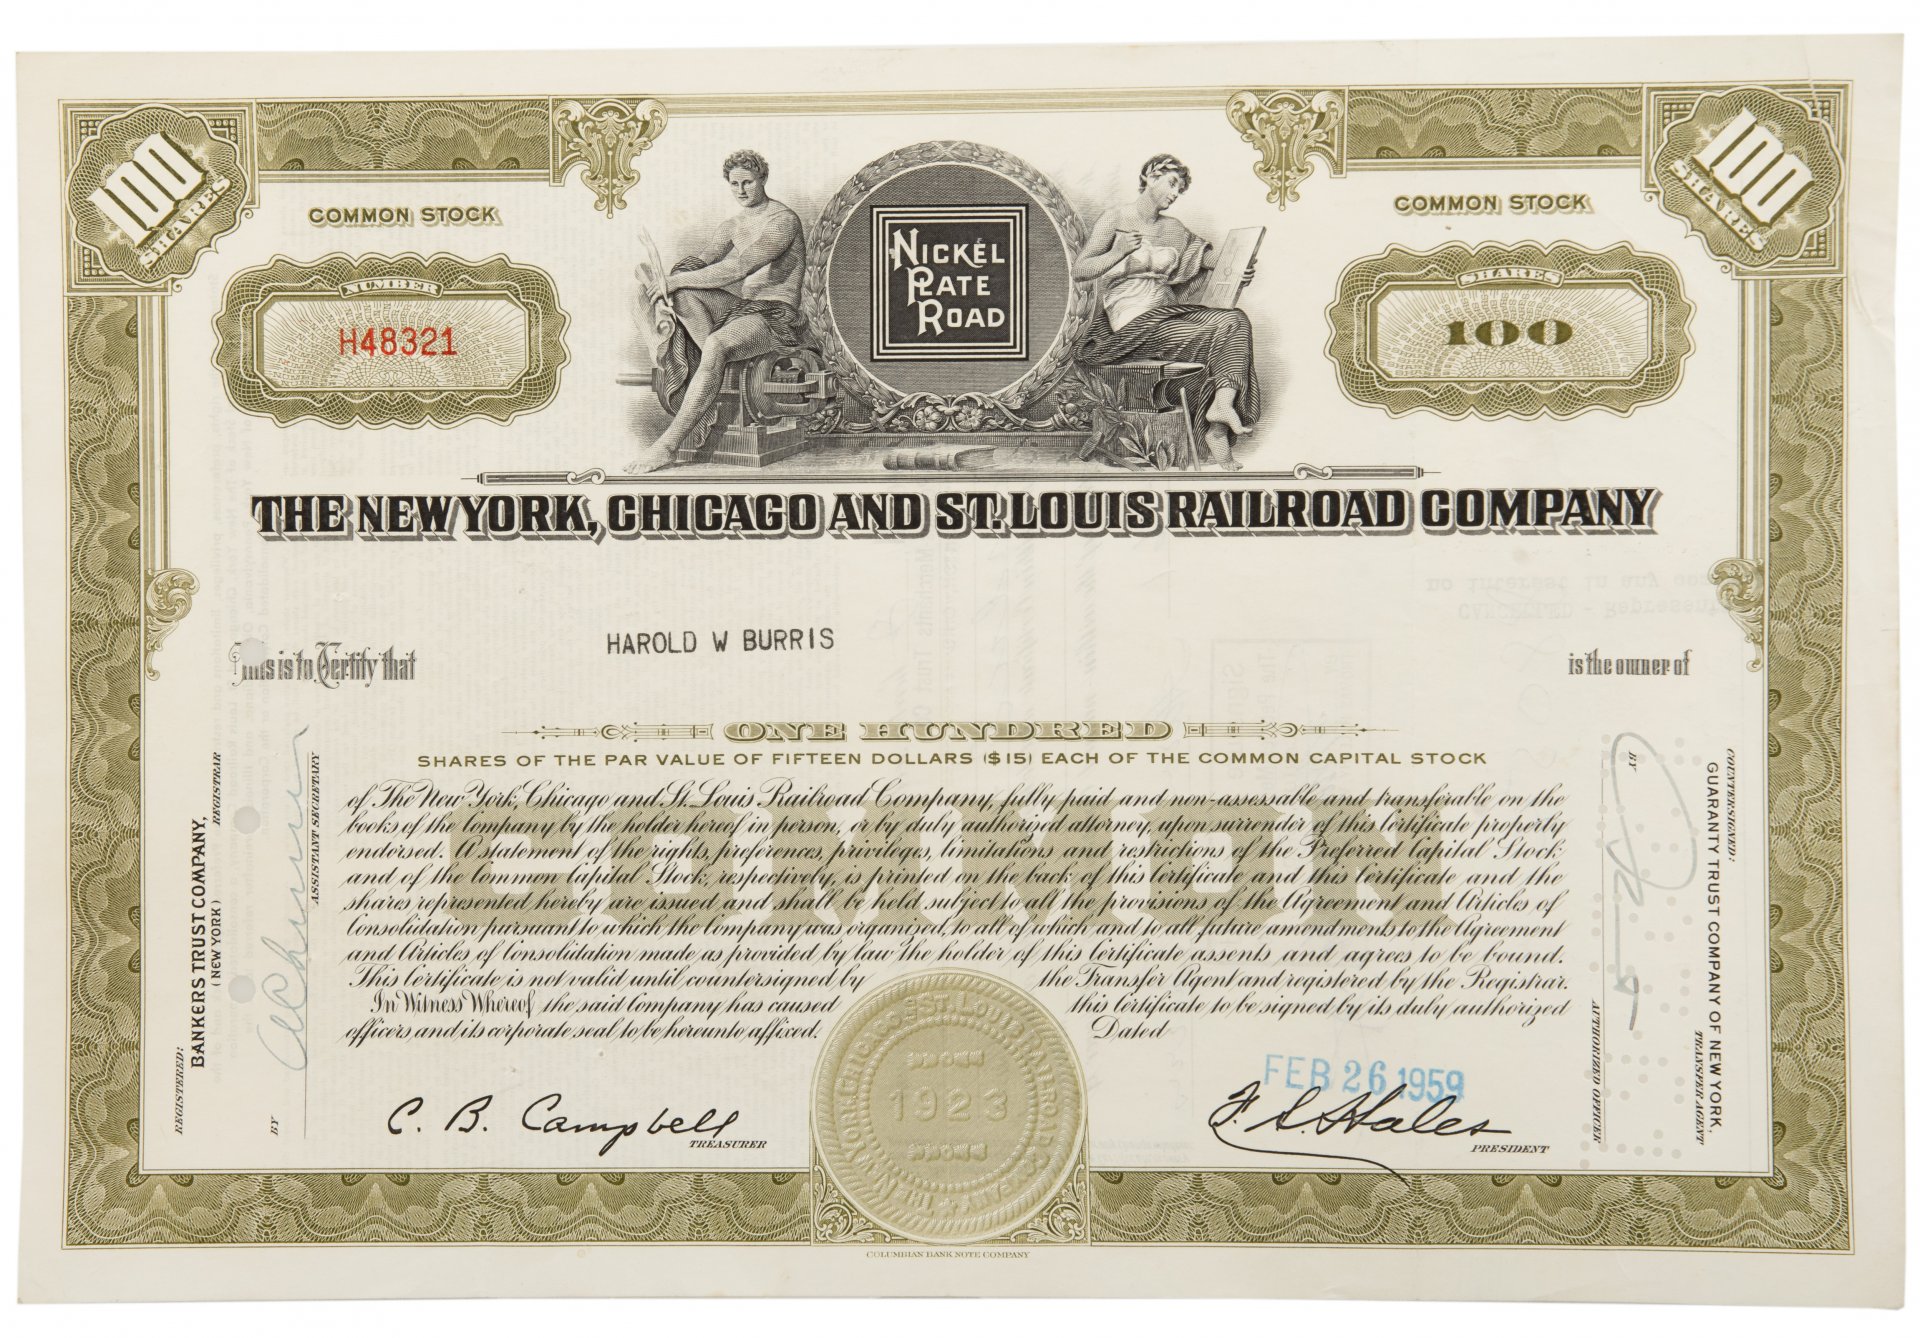 100
SHARES
100
SHARES
COMMON STOCK
COMMON STOCK
NUMBER
H48321
NICKEL
PLATE
ROAD
SHARES
100
THE NEW YORK, CHICAGO AND ST. LOUIS RAILROAD COMPANY
This is to Certify that
HAROLD W BURRIS
is the owner of
ONE HUNDRED
SHARES OF THE PAR VALUE OF FIFTEEN DOLLARS ($15) EACH OF THE COMMON CAPITAL STOCK
of The New York, Chicago and St. Louis Railroad Company, fully paid and non-assessable and transferable on the
books of the Company by the holder hereof in person, or by duly authorized attorney, upon surrender of this Certificate properly
endorsed. A statement of the rights, preferences, privileges, limitations and restrictions of the Preferred Capital Stock
and of the Common Capital Stock, respectively, is printed on the back of this Certificate and this Certificate and the
shares represented hereby are issued and shall be held subject to all the provisions of the Agreement and Articles of
Consolidation pursuant to which the Company was organized, to all of which and to all future amendments to the Agreement
and Articles of Consolidation made as provided by law the holder of this Certificate assents and agrees to be bound.
This Certificate is not valid until countersigned by the Transfer Agent and registered by the Registrar.
In Witness Whereof the said Company has caused this Certificate to be signed by its duly authorized
officers and its corporate seal to be hereunto affixed. Dated
COMMON
FEB 26 1959
C. B. Campbell
TREASURER
PRESIDENT
THE NEW YORK CHICAGO & ST. LOUIS RAILROAD COMPANY
1923
REGISTERED:
BANKERS TRUST COMPANY,
(NEW YORK) REGISTRAR
BY
ASSISTANT SECRETARY
COUNTERSIGNED:
GUARANTY TRUST COMPANY OF NEW YORK,
TRANSFER AGENT
BY
AUTHORIZED OFFICER
COLUMBIAN BANK NOTE COMPANY